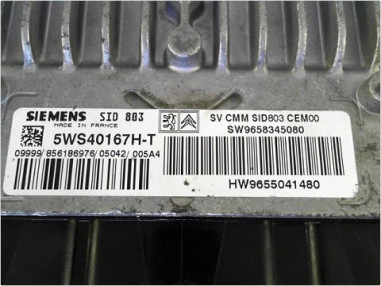 SIEMENS SID 803
MADE IN FRANCE
5WS40167H-T
09999/856186976/05042/005A4
SV CMM SID803 CEM00
SW9658345080
HW9655041480